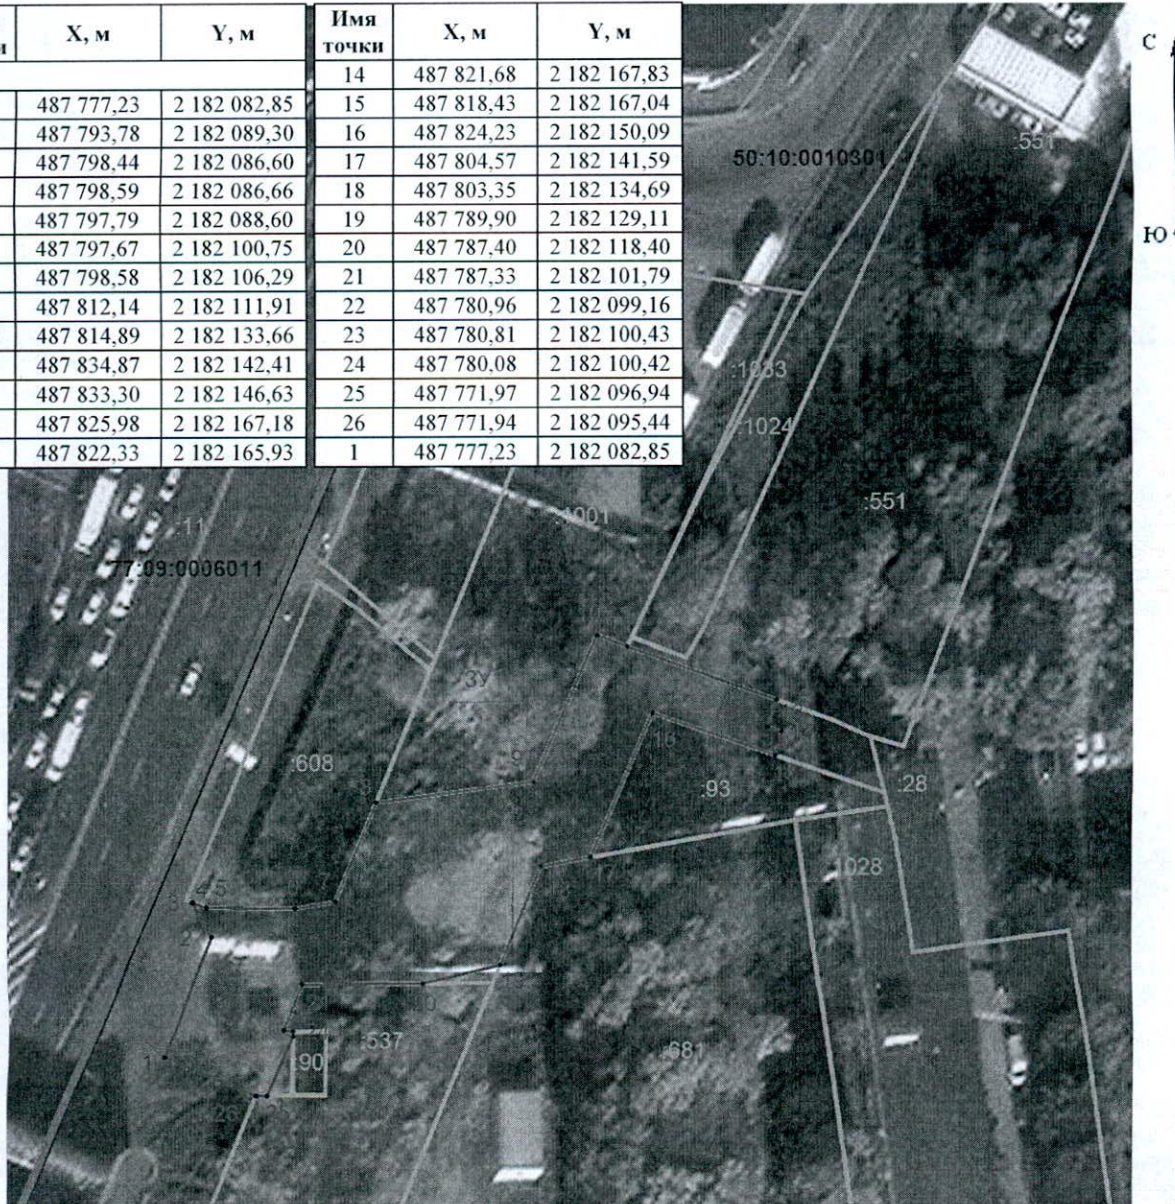 Х, м Y, м
487 777,23 2 182 082,85
487 793,78 2 182 089,30
487 798,44 2 182 086,60
487 798,59 2 182 086,66
487 797,79 2 182 088,60
487 797,67 2 182 100,75
487 798,58 2 182 106,29
487 812,14 2 182 111,91
487 814,89 2 182 133,66
487 834,87 2 182 142,41
487 833,30 2 182 146,63
487 825,98 2 182 167,18
487 822,33 2 182 165,93
Имя точки Х, м Y, м
14 487 821,68 2 182 167,83
15 487 818,43 2 182 167,04
16 487 824,23 2 182 150,09
17 487 804,57 2 182 141,59
18 487 803,35 2 182 134,69
19 487 789,90 2 182 129,11
20 487 787,40 2 182 118,40
21 487 787,33 2 182 101,79
22 487 780,96 2 182 099,16
23 487 780,81 2 182 100,43
24 487 780,08 2 182 100,42
25 487 771,97 2 182 096,94
26 487 771,94 2 182 095,44
1 487 777,23 2 182 082,85
С
Ю
50:10:0010301
:551
:1033
:1024
:551
:1001
:11
77:09:0006011
ЗУ
:608
:93
:28
:1028
:537
:681
:90
26